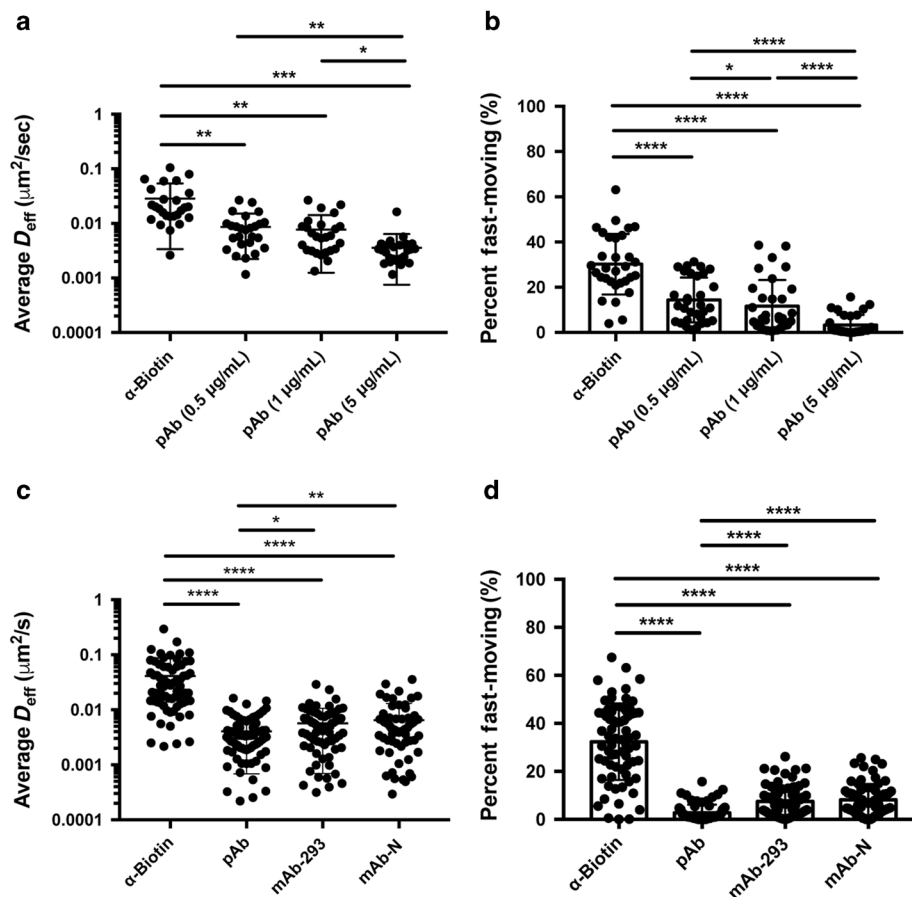 a
**
*
***
**
**
1
0.1
0.01
0.001
0.0001
Average Deff (μm²/sec)
α-Biotin
pAb (0.5 μg/mL)
pAb (1 μg/mL)
pAb (5 μg/mL)
b
****
*
****
****
****
****
100
80
60
40
20
0
Percent fast-moving (%)
α-Biotin
pAb (0.5 μg/mL)
pAb (1 μg/mL)
pAb (5 μg/mL)
c
**
*
****
****
****
1
0.1
0.01
0.001
0.0001
Average Deff (μm²/s)
α-Biotin
pAb
mAb-293
mAb-N
d
****
****
****
****
****
100
80
60
40
20
0
Percent fast-moving (%)
α-Biotin
pAb
mAb-293
mAb-N